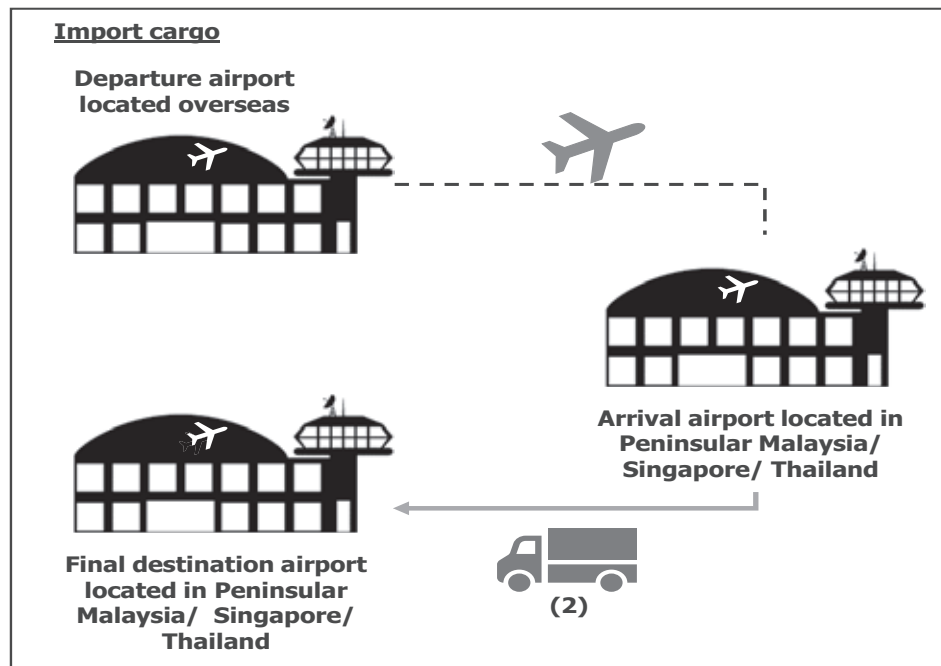 Import cargo
Departure airport
located overseas
Arrival airport located in
Peninsular Malaysia/
Singapore/ Thailand
Final destination airport
located in Peninsular
Malaysia/  Singapore/
Thailand
(2)